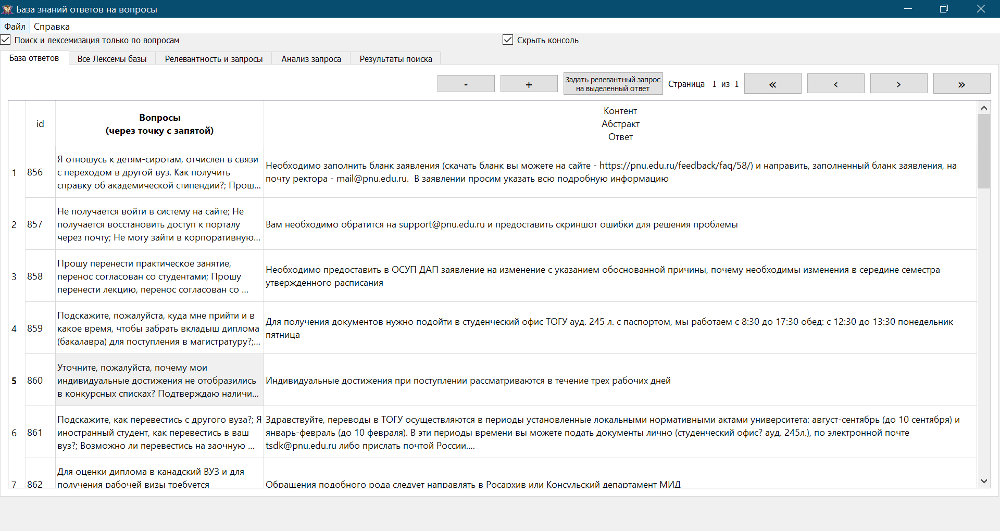 База знаний ответов на вопросы
Файл Справка
Поиск и лексемизация только по вопросам
Скрыть консоль
База ответов Все Лексемы базы Релевантность и запросы Анализ запроса Результаты поиска
- + Задать релевантный запрос
на выделенный ответ
Страница 1 из 1 « ‹ › »
id
Вопросы
(через точку с запятой)
Контент
Абстракт
Ответ
1 856
Я отношусь к детям-сиротам, отчислен в связи
с переходом в другой вуз. Как получить
справку об академической стипендии?; Прош...
Необходимо заполнить бланк заявления (скачать бланк вы можете на сайте - https://pnu.edu.ru/feedback/faq/58/) и направить, заполненный бланк заявления, на
почту ректора - mail@pnu.edu.ru.  В заявлении просим указать всю подробную информацию
2 857
Не получается войти в систему на сайте; Не
получается восстановить доступ к порталу
через почту; Не могу зайти в корпоративную...
Вам необходимо обратится на support@pnu.edu.ru и предоставить скриншот ошибки для решения проблемы
3 858
Прошу перенести практическое занятие,
перенос согласован со студентами; Прошу
перенести лекцию, перенос согласован со ...
Необходимо предоставить в ОСУП ДАП заявление на изменение с указанием обоснованной причины, почему необходимы изменения в середине семестра
утвержденного расписания
4 859
Подскажите, пожалуйста, куда мне прийти и в
какое время, чтобы забрать вкладыш диплома
(бакалавра) для поступления в магистратуру?;...
Для получения документов нужно подойти в студенческий офис ТОГУ ауд. 245 л. с паспортом, мы работаем с 8:30 до 17:30 обед: с 12:30 до 13:30 понедельник-
пятница
5 860
Уточните, пожалуйста, почему мои
индивидуальные достижения не отобразились
в конкурсных списках? Подтверждаю наличи...
Индивидуальные достижения при поступлении рассматриваются в течение трех рабочих дней
6 861
Подскажите, как перевестись с другого вуза?; Я
иностранный студент, как перевестись в ваш
вуз?; Возможно ли перевестись на заочную ...
Здравствуйте, переводы в ТОГУ осуществляются в периоды установленные локальными нормативными актами университета: август-сентябрь (до 10 сентября) и
январь-февраль (до 10 февраля). В эти периоды времени вы можете подать документы лично (студенческий офис? ауд. 245л.), по электронной почте
tsdk@pnu.edu.ru либо прислать почтой России....
7 862
Для оценки диплома в канадский ВУЗ и для
получения рабочей визы требуется
Обращения подобного рода следует направлять в Росархив или Консульский департамент МИД